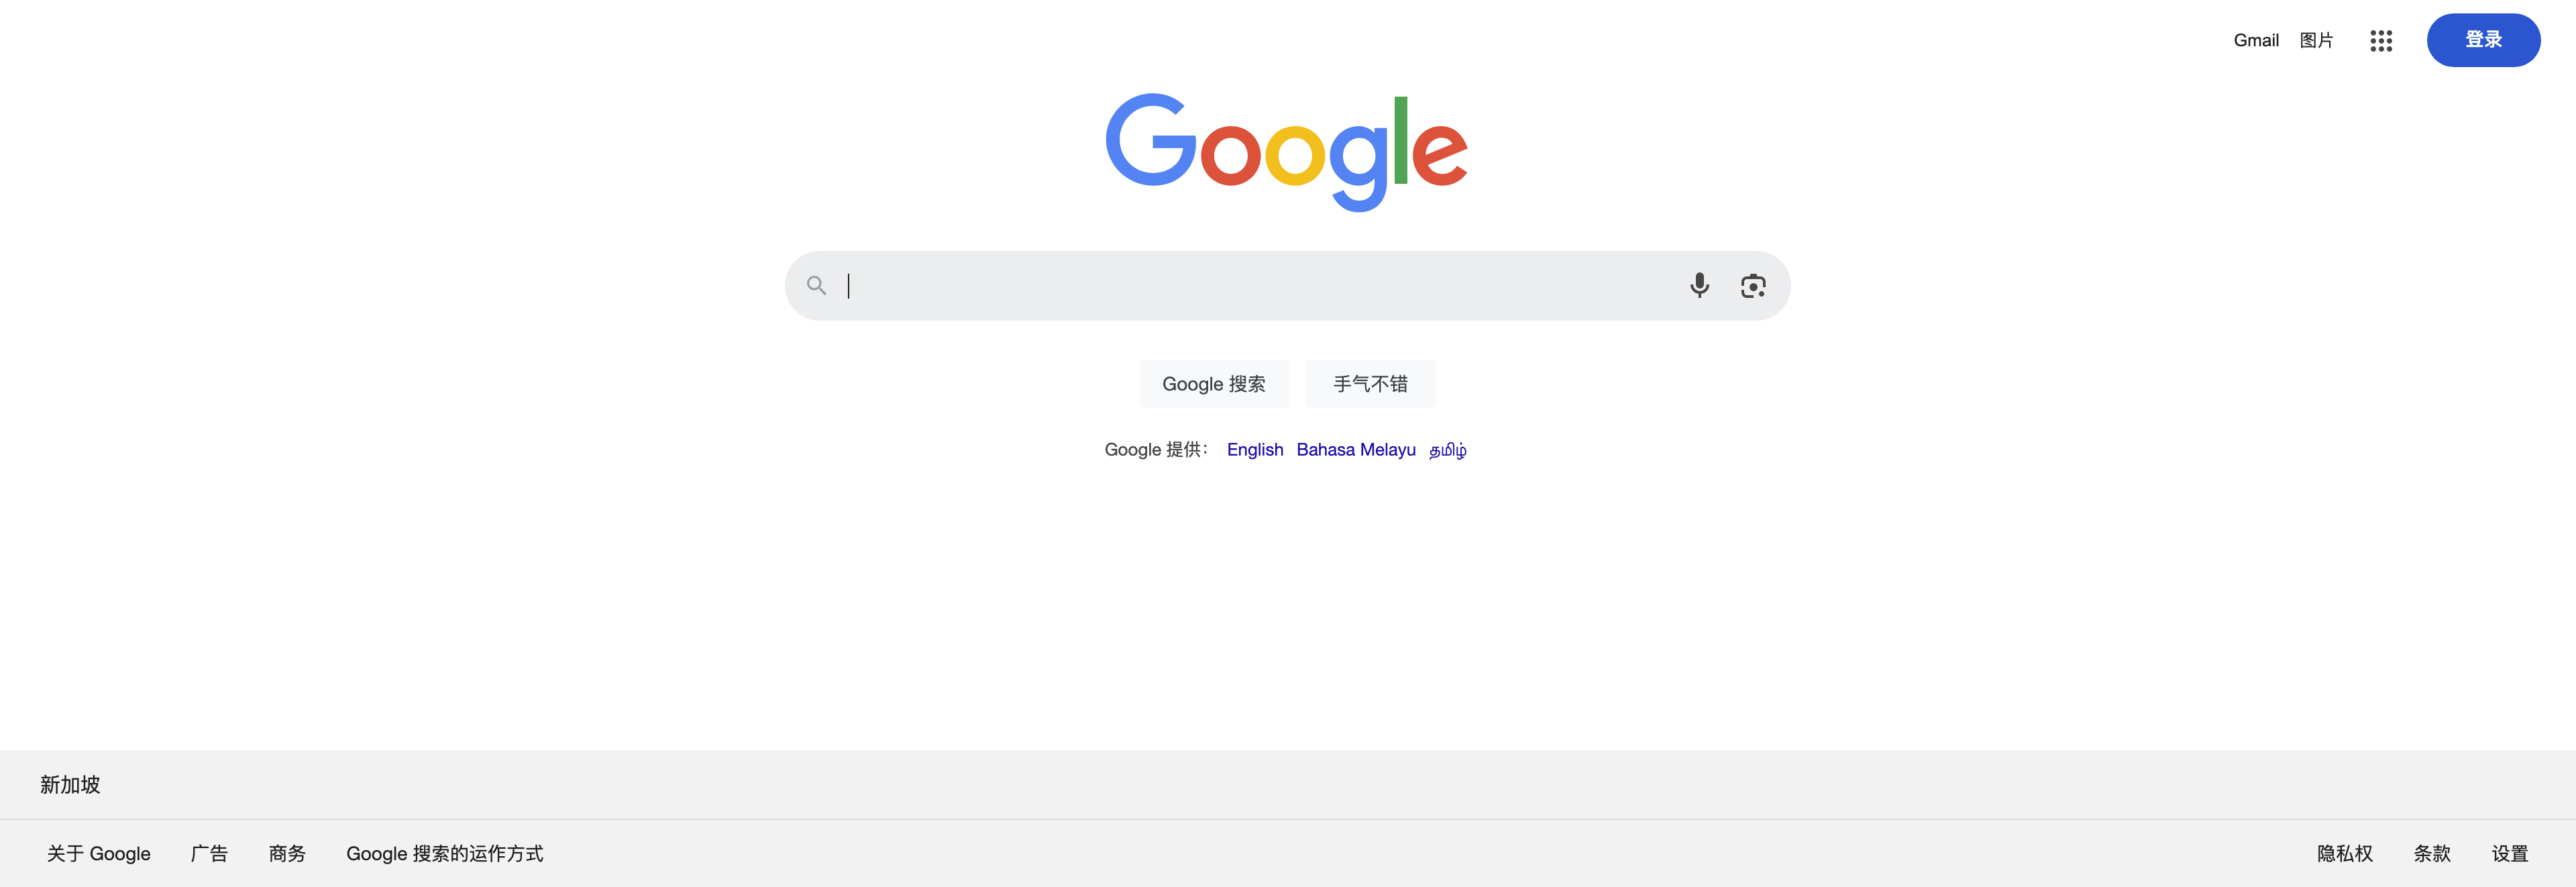 Gmail 图片 登录
Google
Google 搜索 手气不错
Google 提供： English Bahasa Melayu தமிழ்
新加坡
关于 Google 广告 商务 Google 搜索的运作方式 隐私权 条款 设置